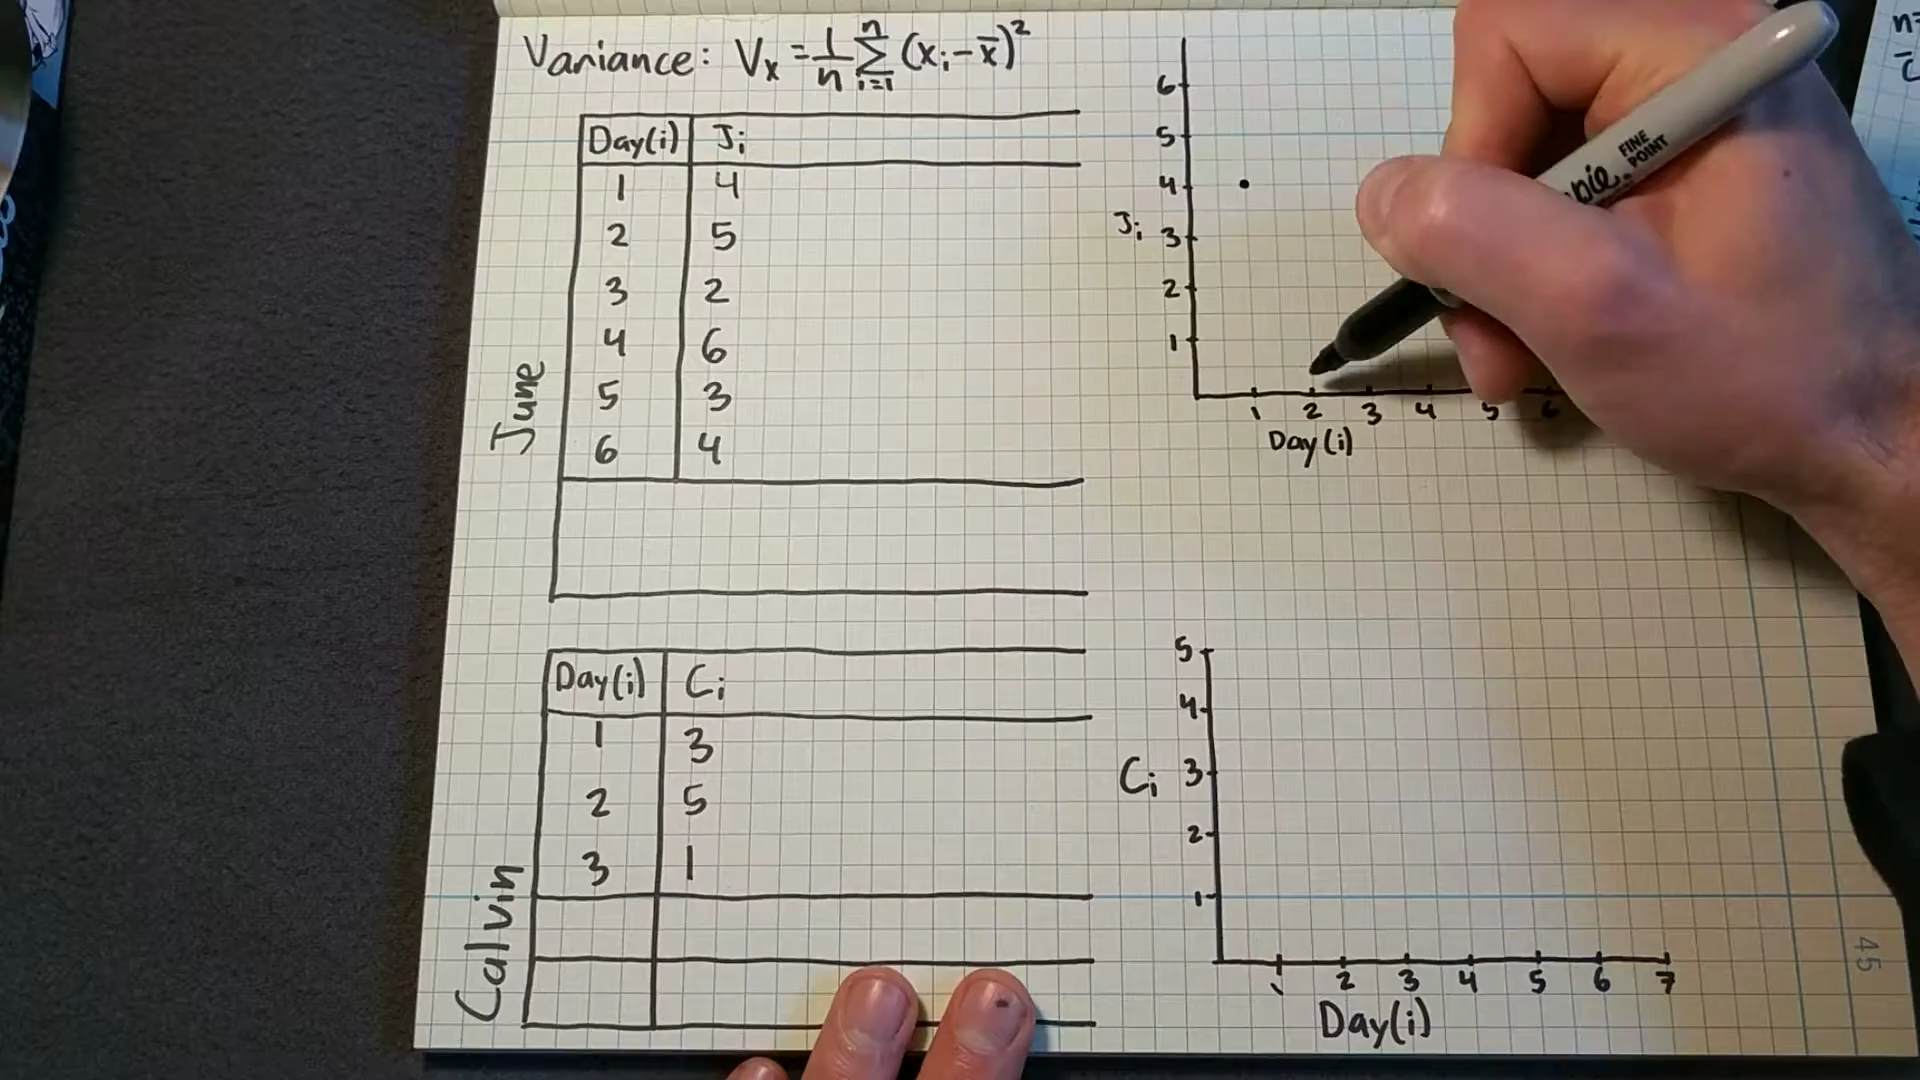 Variance: Vx = 1/n n∑i=1 (xi - x̄)²
Day(i) Ji
1 4
2 5
3 2
4 6
5 3
6 4
June
6
5
4
Ji 3
2
1
1 2 3 4 5 6
Day(i)
FINE
POINT
Day(i) Ci
1 3
2 5
3 1
Calvin
5
4
Ci 3
2
1
1 2 3 4 5 6 7
Day(i)
45
n=